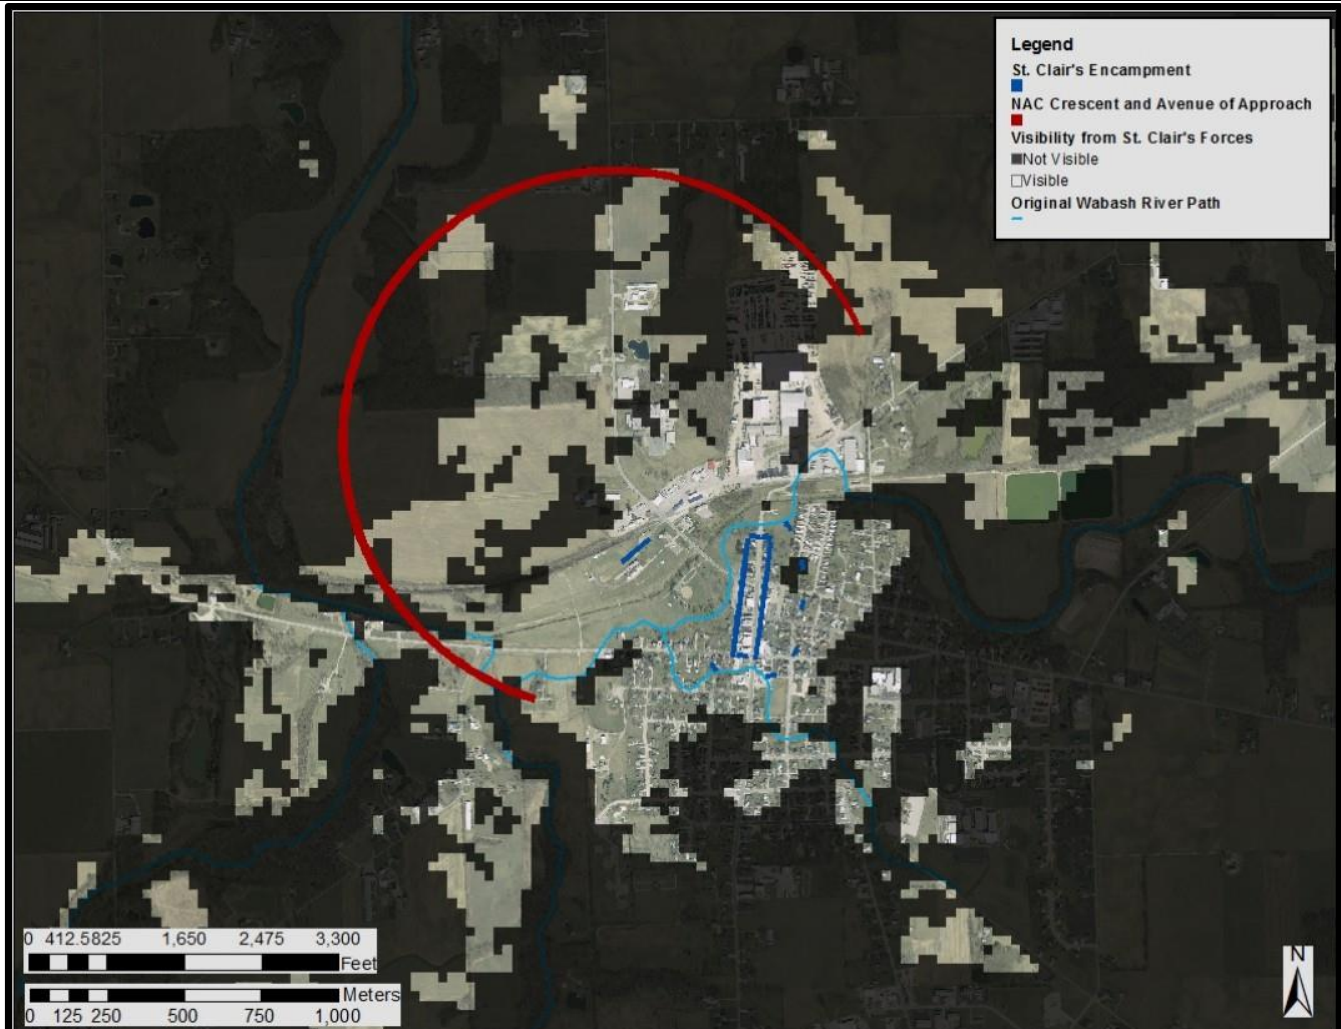 Legend
St. Clair's Encampment
NAC Crescent and Avenue of Approach
Visibility from St. Clair's Forces
Not Visible
Visible
Original Wabash River Path
0 412.5825 1,650 2,475 3,300
Feet
Meters
0 125 250 500 750 1,000
N